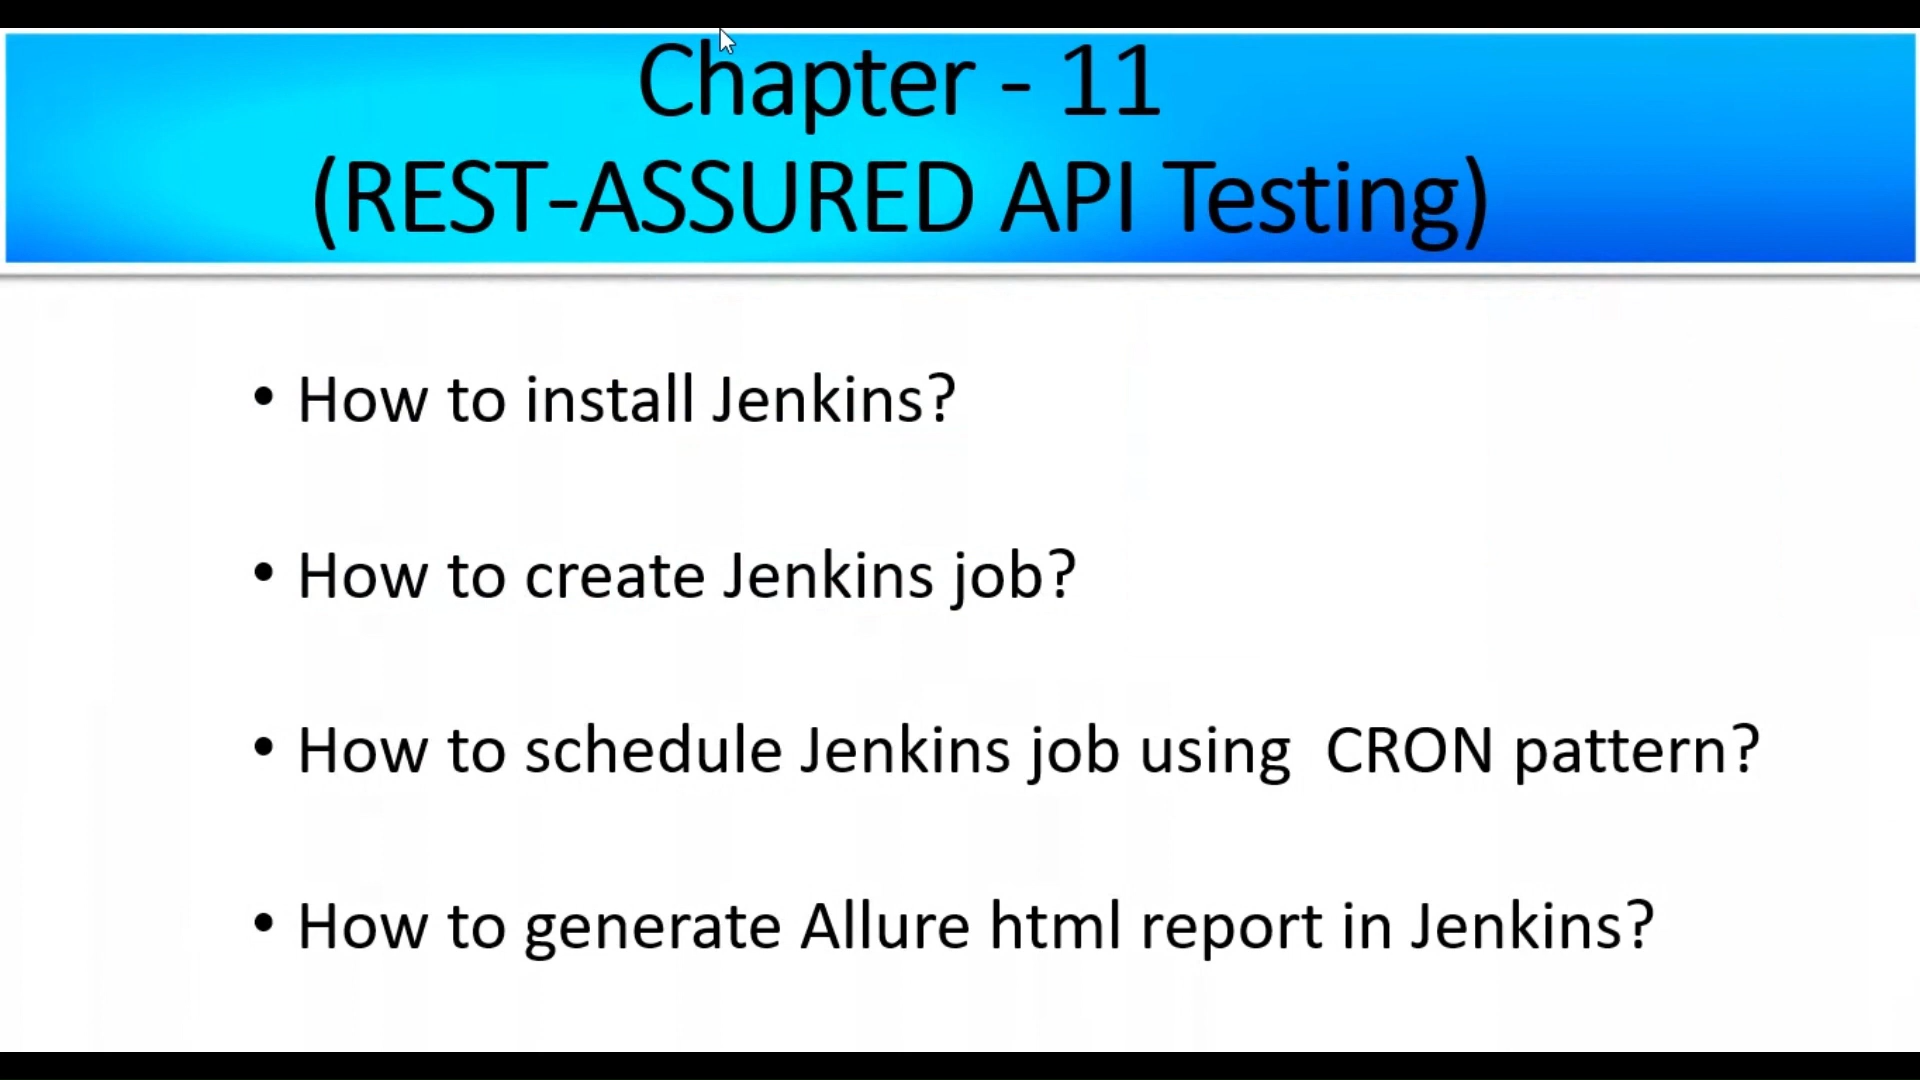 Chapter - 11
(REST-ASSURED API Testing)
• How to install Jenkins?
• How to create Jenkins job?
• How to schedule Jenkins job using  CRON pattern?
• How to generate Allure html report in Jenkins?